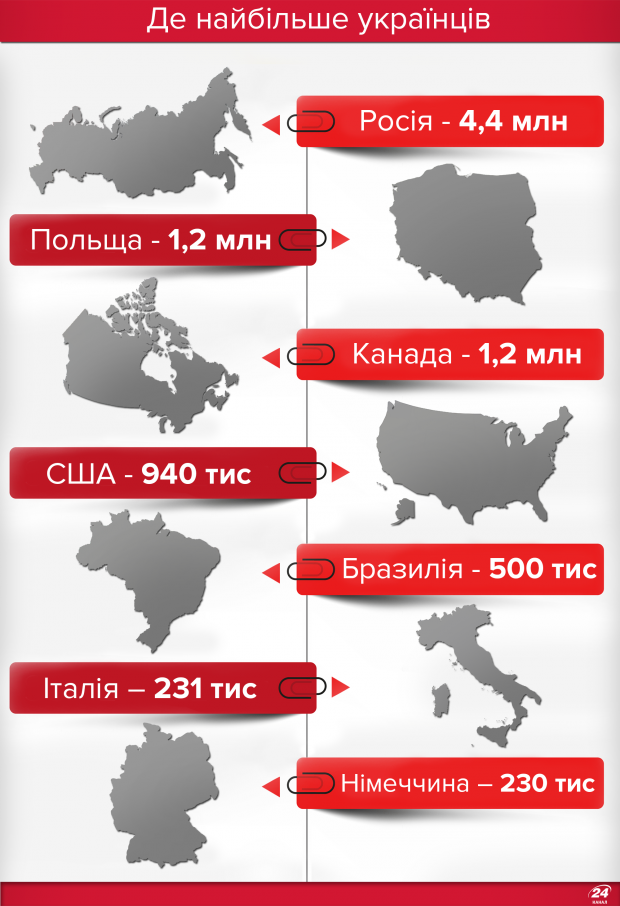 Де найбільше українців
Росія - 4,4 млн
Польща - 1,2 млн
Канада - 1,2 млн
США - 940 тис
Бразилія - 500 тис
Італія – 231 тис
Німеччина – 230 тис
24
КАНАЛ